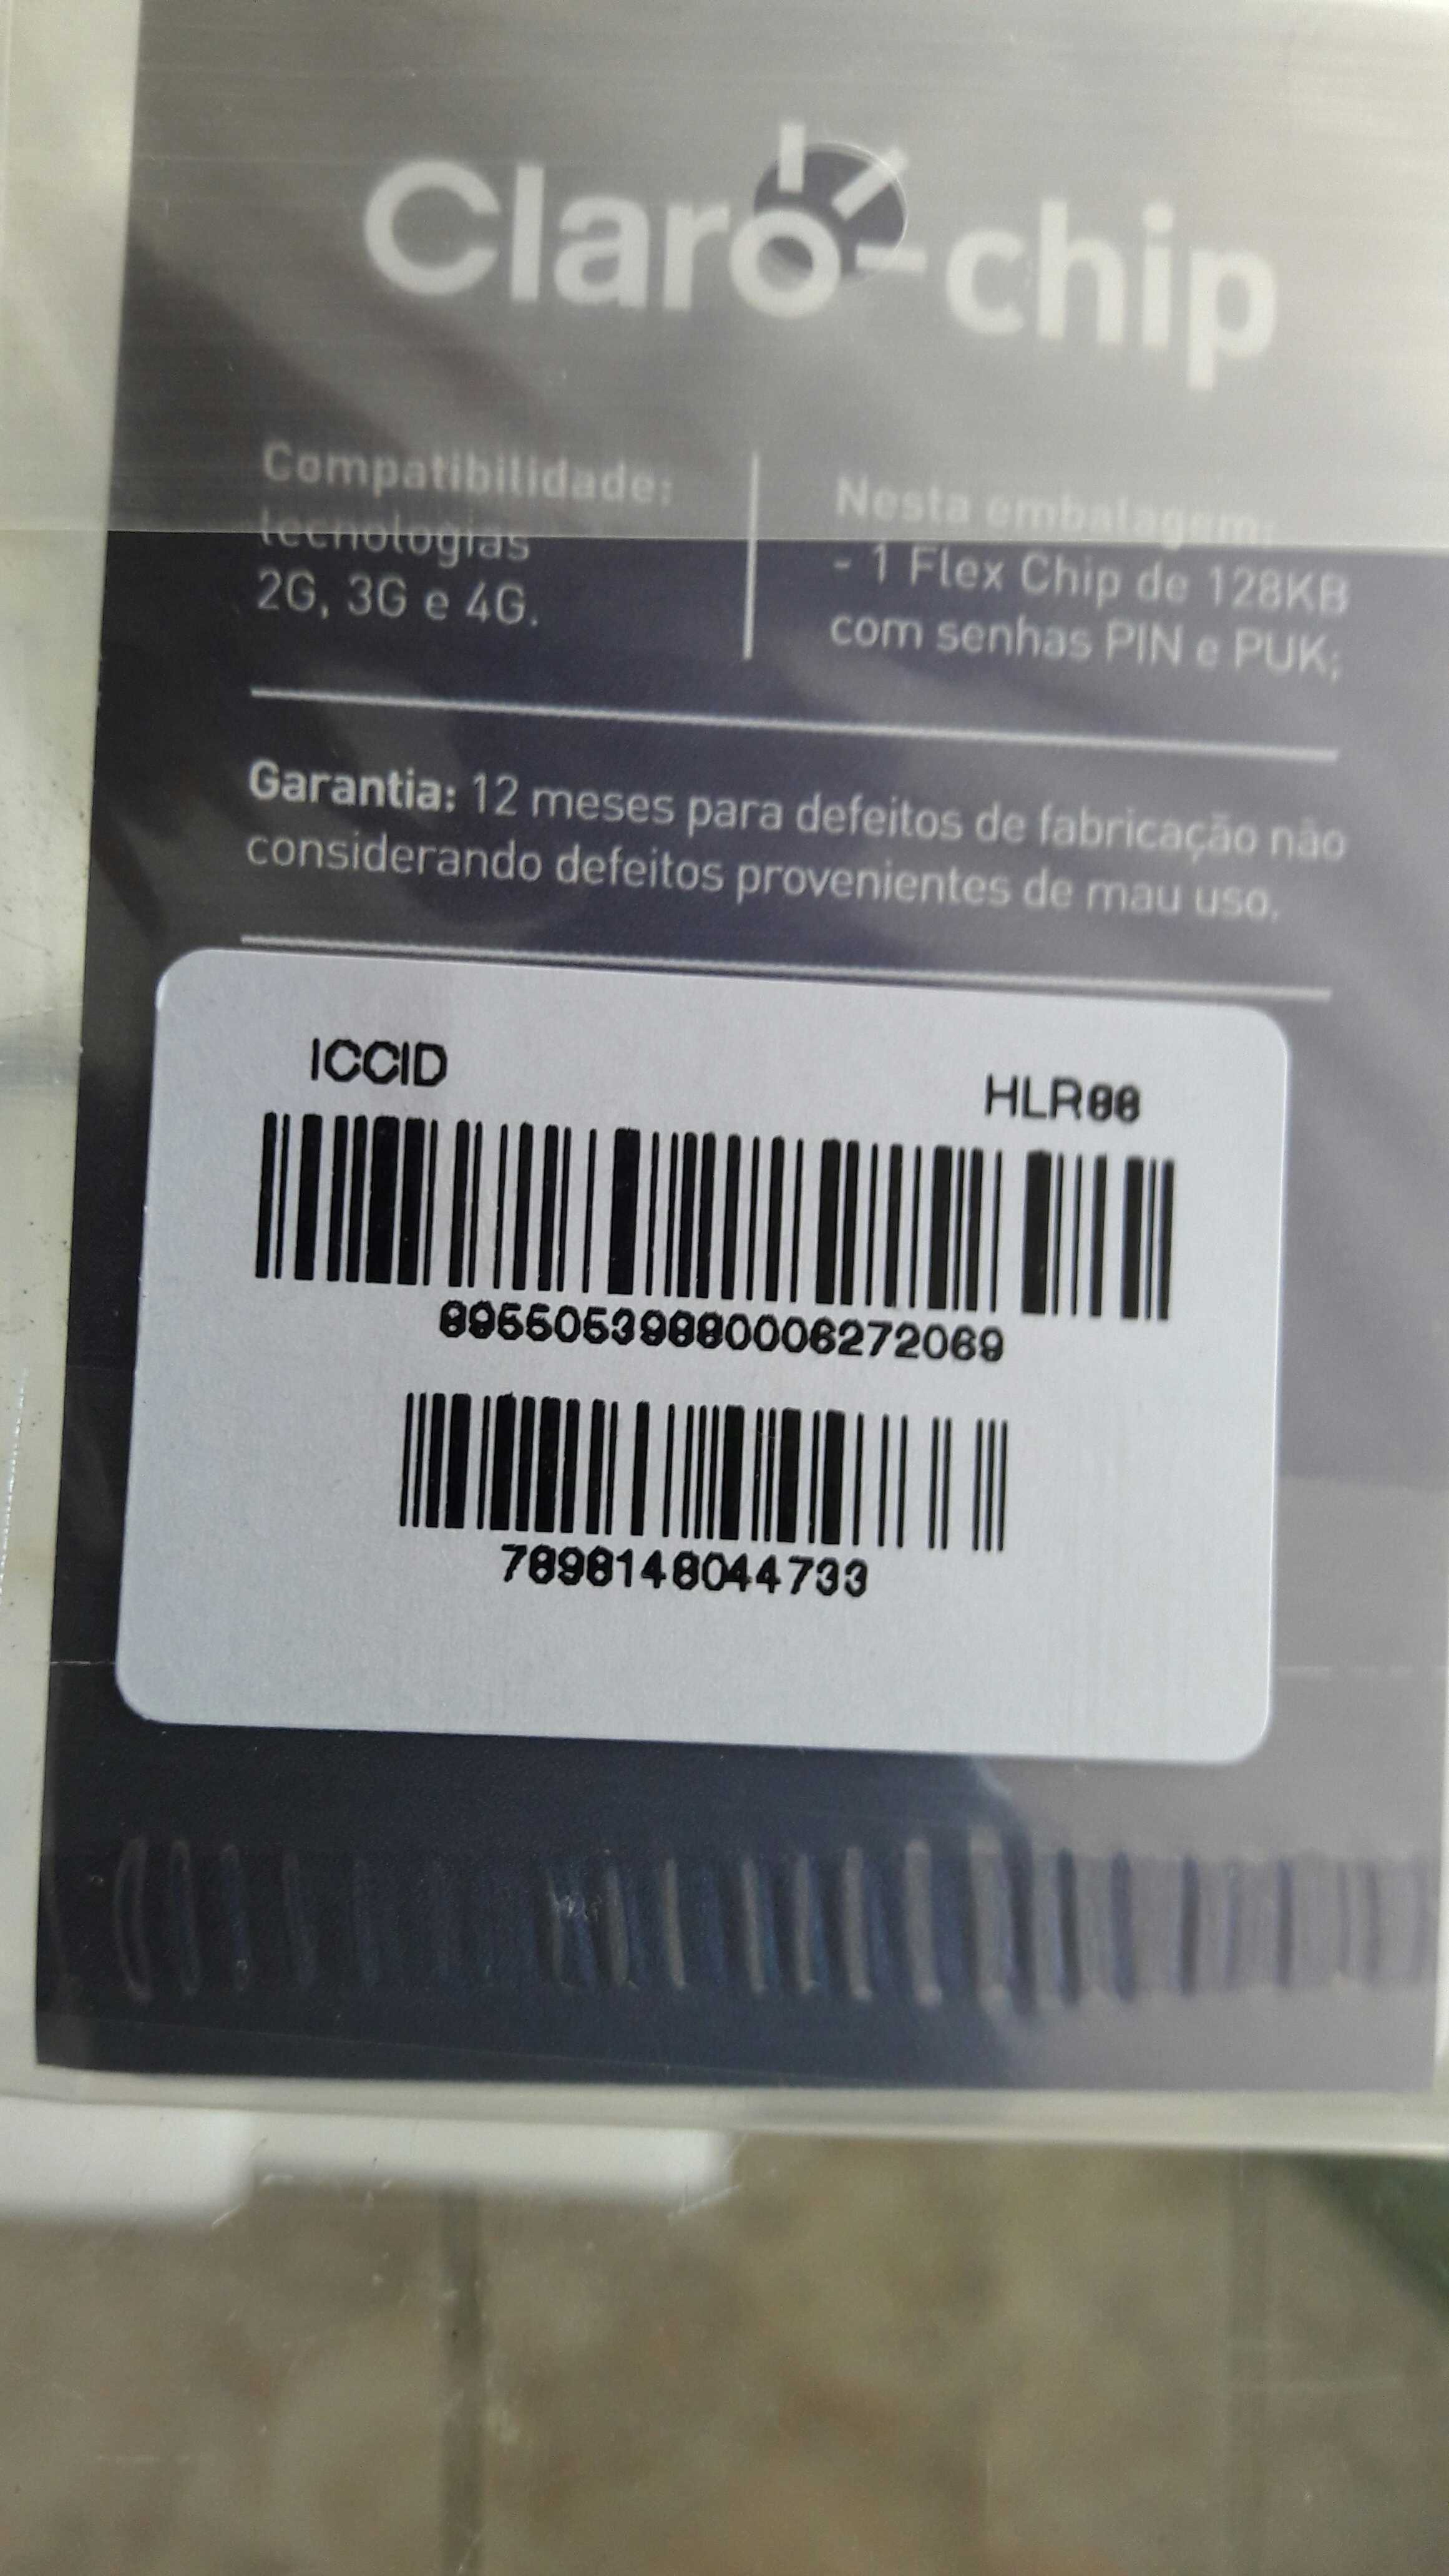 Claro-chip
Compatibilidade:
tecnologias
2G, 3G e 4G.
Nesta embalagem:
- 1 Flex Chip de 128KB
com senhas PIN e PUK;
Garantia: 12 meses para defeitos de fabricação não
considerando defeitos provenientes de mau uso.
ICCID
HLR88
89550539880006272069
7898148044733